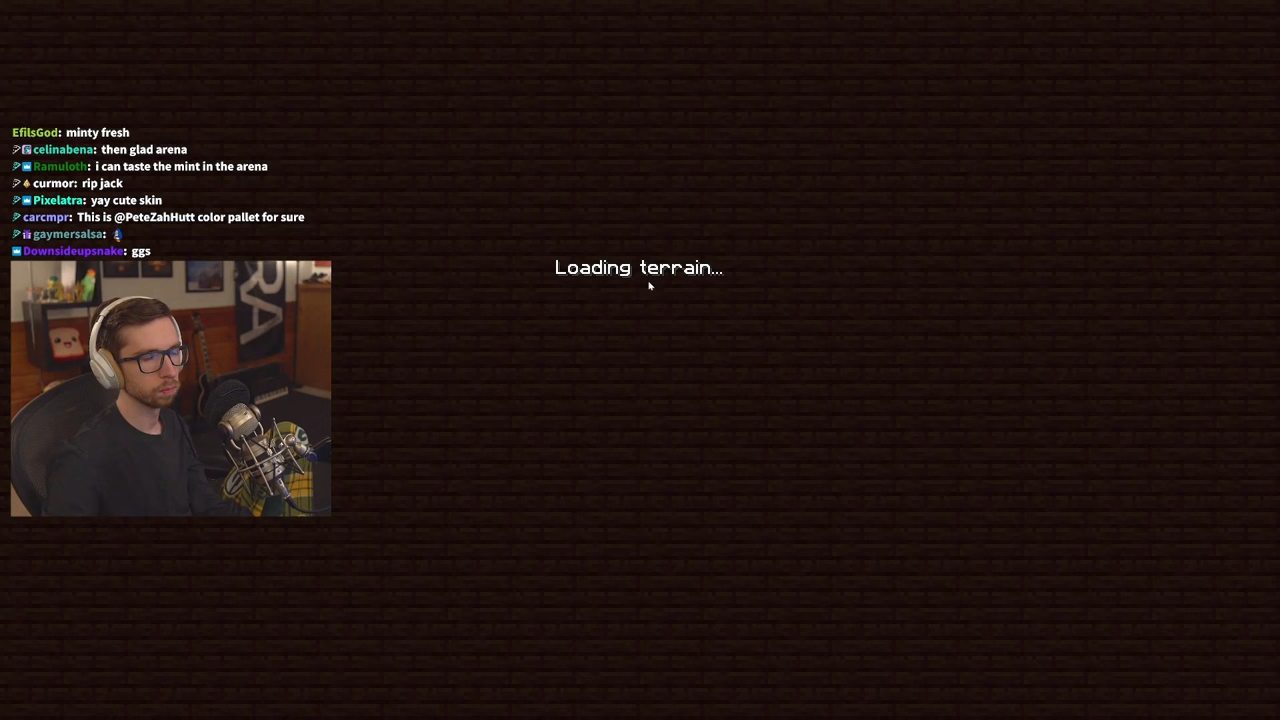 EfilsGod: minty fresh
celinabena: then glad arena
Ramuloth: i can taste the mint in the arena
curmor: rip jack
Pixelatra: yay cute skin
carcmpr: This is @PeteZahHutt color pallet for sure
gaymersalsa:
Downsideupsnake: ggs
Loading terrain...
RA